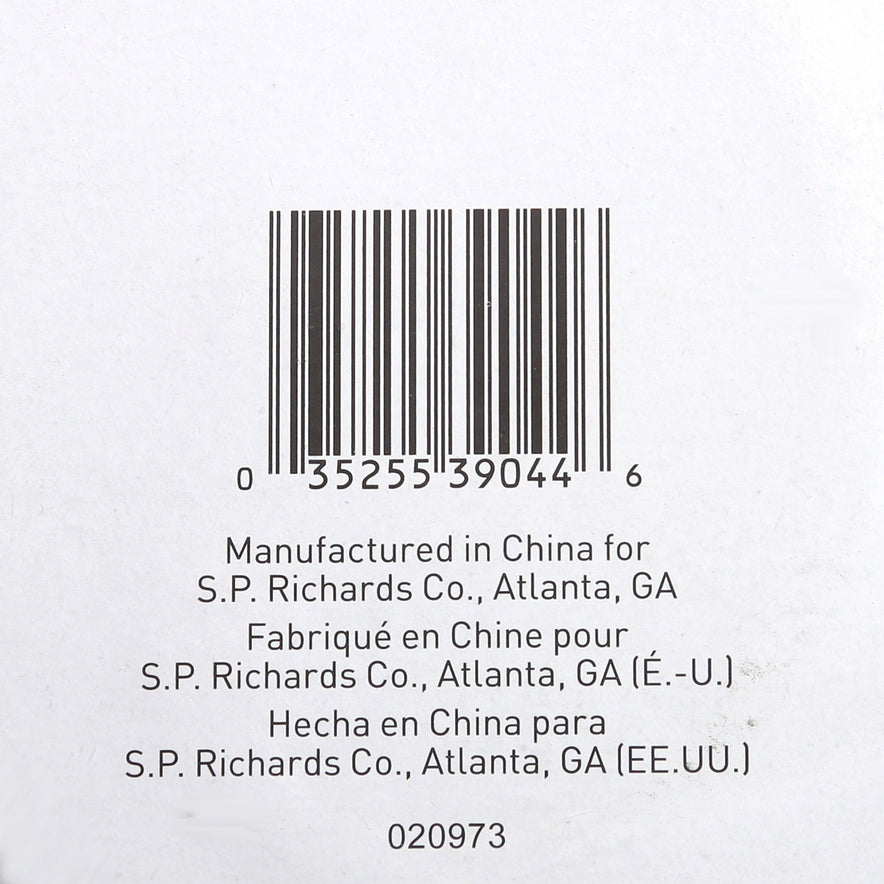 0 35255 39044 6
Manufactured in China for
S.P. Richards Co., Atlanta, GA
Fabriqué en Chine pour
S.P. Richards Co., Atlanta, GA (É.-U.)
Hecha en China para
S.P. Richards Co., Atlanta, GA (EE.UU.)
020973